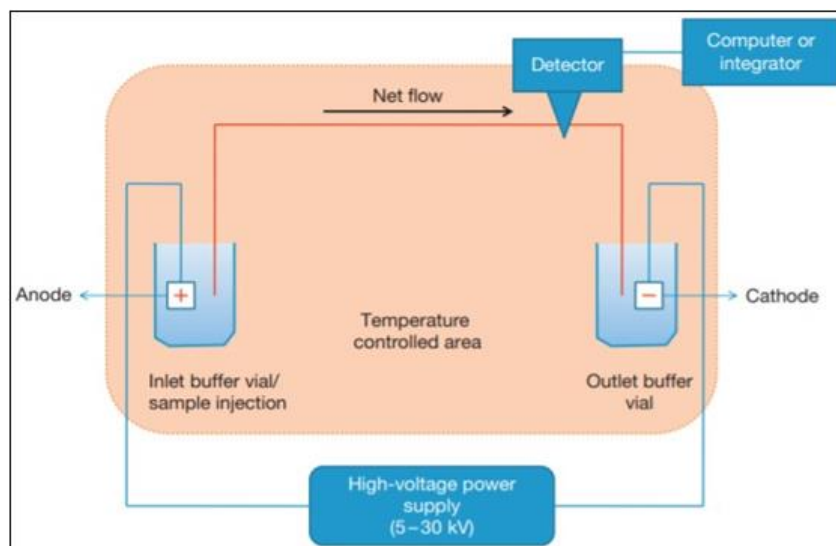 Computer or
integrator
Detector
Net flow
Anode
+
−
Cathode
Temperature
controlled area
Inlet buffer vial/
sample injection
Outlet buffer
vial
High-voltage power
supply
(5–30 kV)